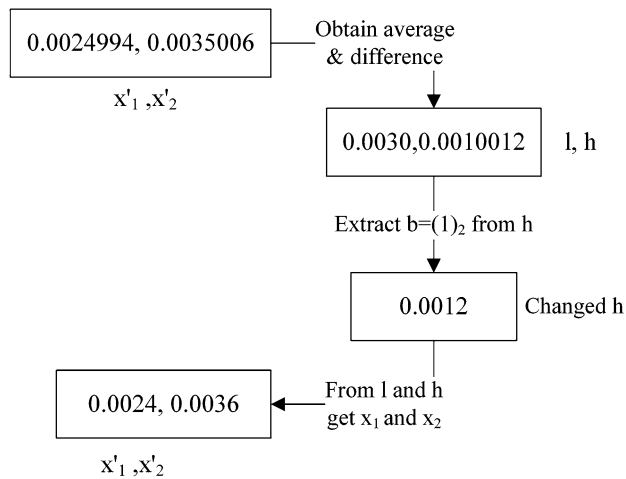 0.0024994, 0.0035006
Obtain average
& difference
x'₁ ,x'₂
0.0030,0.0010012
l, h
Extract b=(1)₂ from h
0.0012
Changed h
From l and h
get x₁ and x₂
0.0024, 0.0036
x'₁ ,x'₂